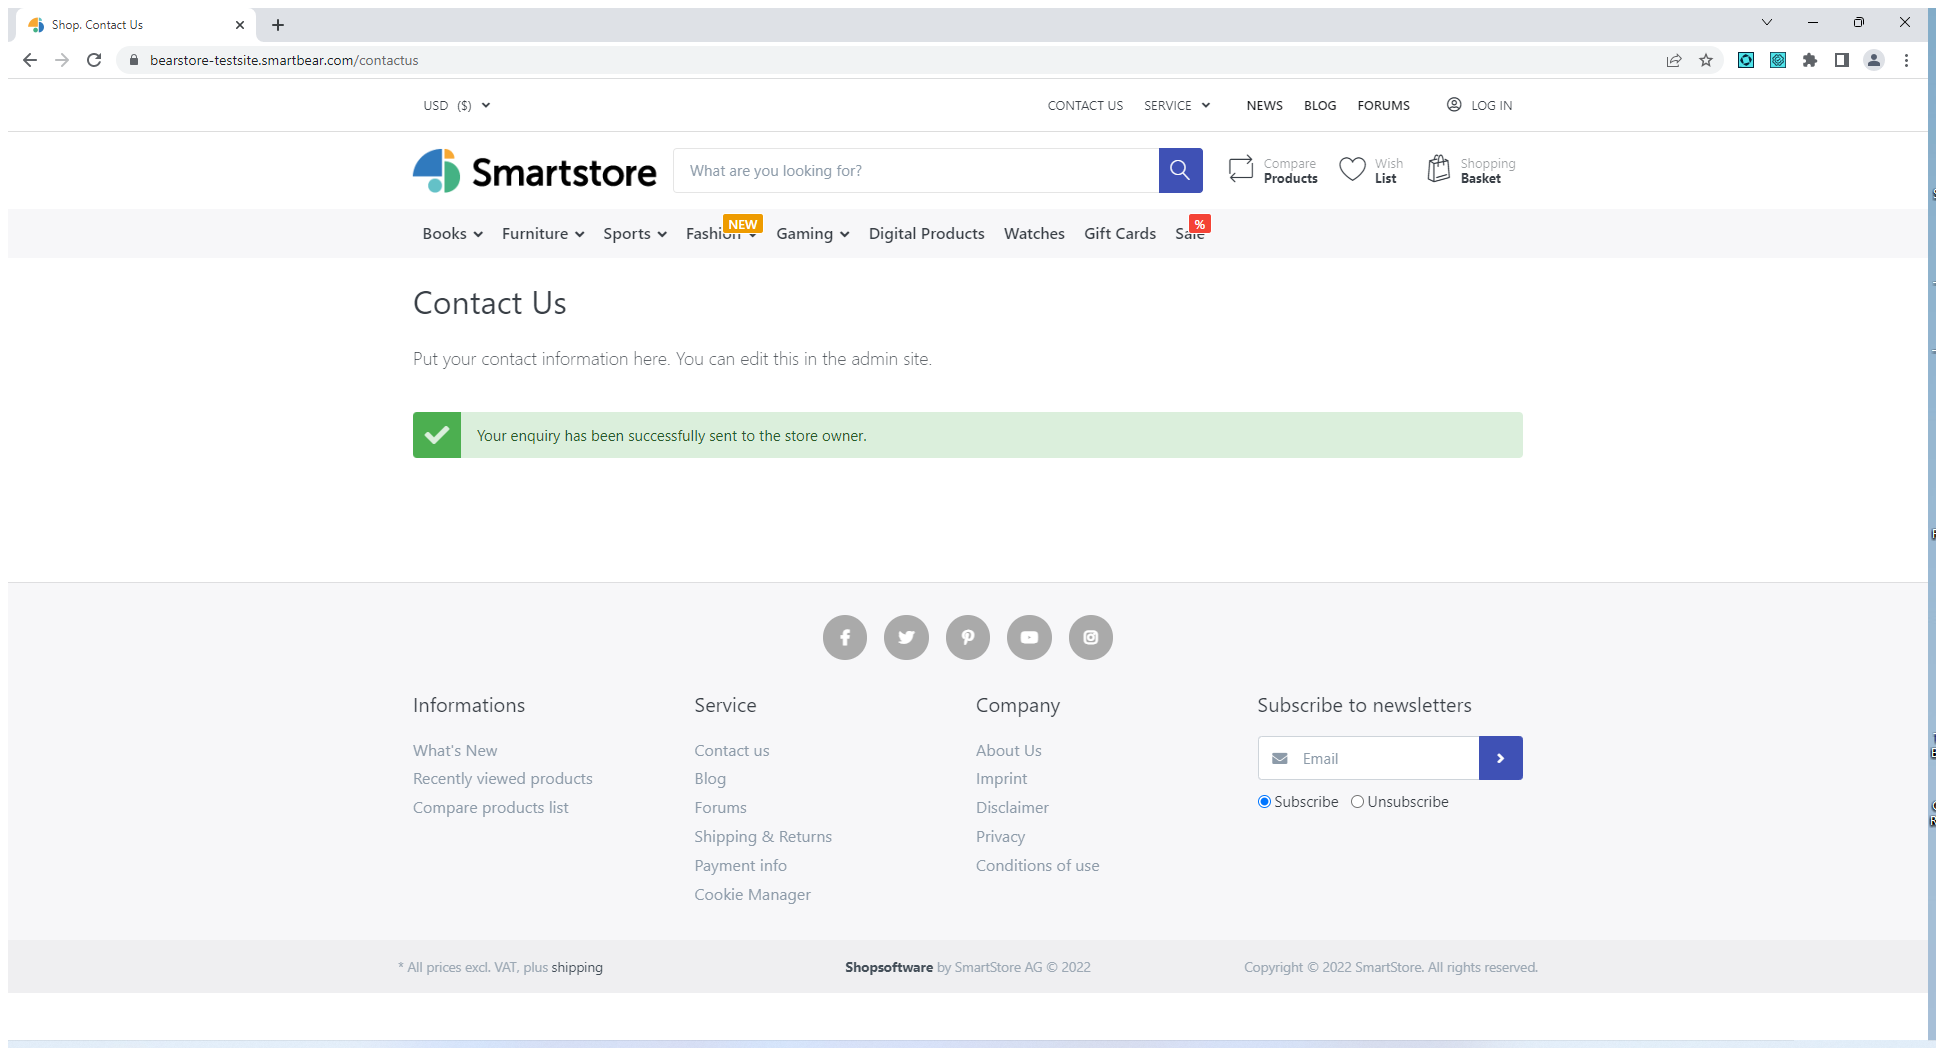 Shop. Contact Us
bearstore-testsite.smartbear.com/contactus
USD ($)
CONTACT US SERVICE NEWS BLOG FORUMS LOG IN
Smartstore
What are you looking for?
Compare
Products
Wish
List
Shopping
Basket
NEW
%
Books Furniture Sports Fashion Gaming Digital Products Watches Gift Cards Sale
Contact Us
Put your contact information here. You can edit this in the admin site.
Your enquiry has been successfully sent to the store owner.
Informations
What's New
Recently viewed products
Compare products list
Service
Contact us
Blog
Forums
Shipping & Returns
Payment info
Cookie Manager
Company
About Us
Imprint
Disclaimer
Privacy
Conditions of use
Subscribe to newsletters
Email
Subscribe Unsubscribe
* All prices excl. VAT, plus shipping
Shopsoftware by SmartStore AG © 2022
Copyright © 2022 SmartStore. All rights reserved.